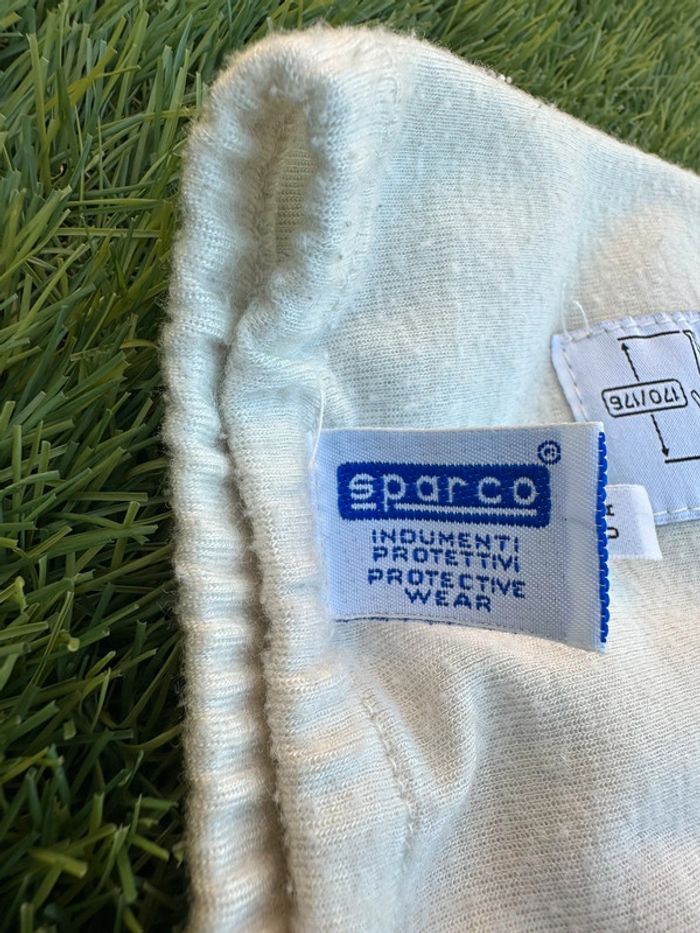 sparco®
INDUMENTI
PROTETTIVI
PROTECTIVE
WEAR
170/176